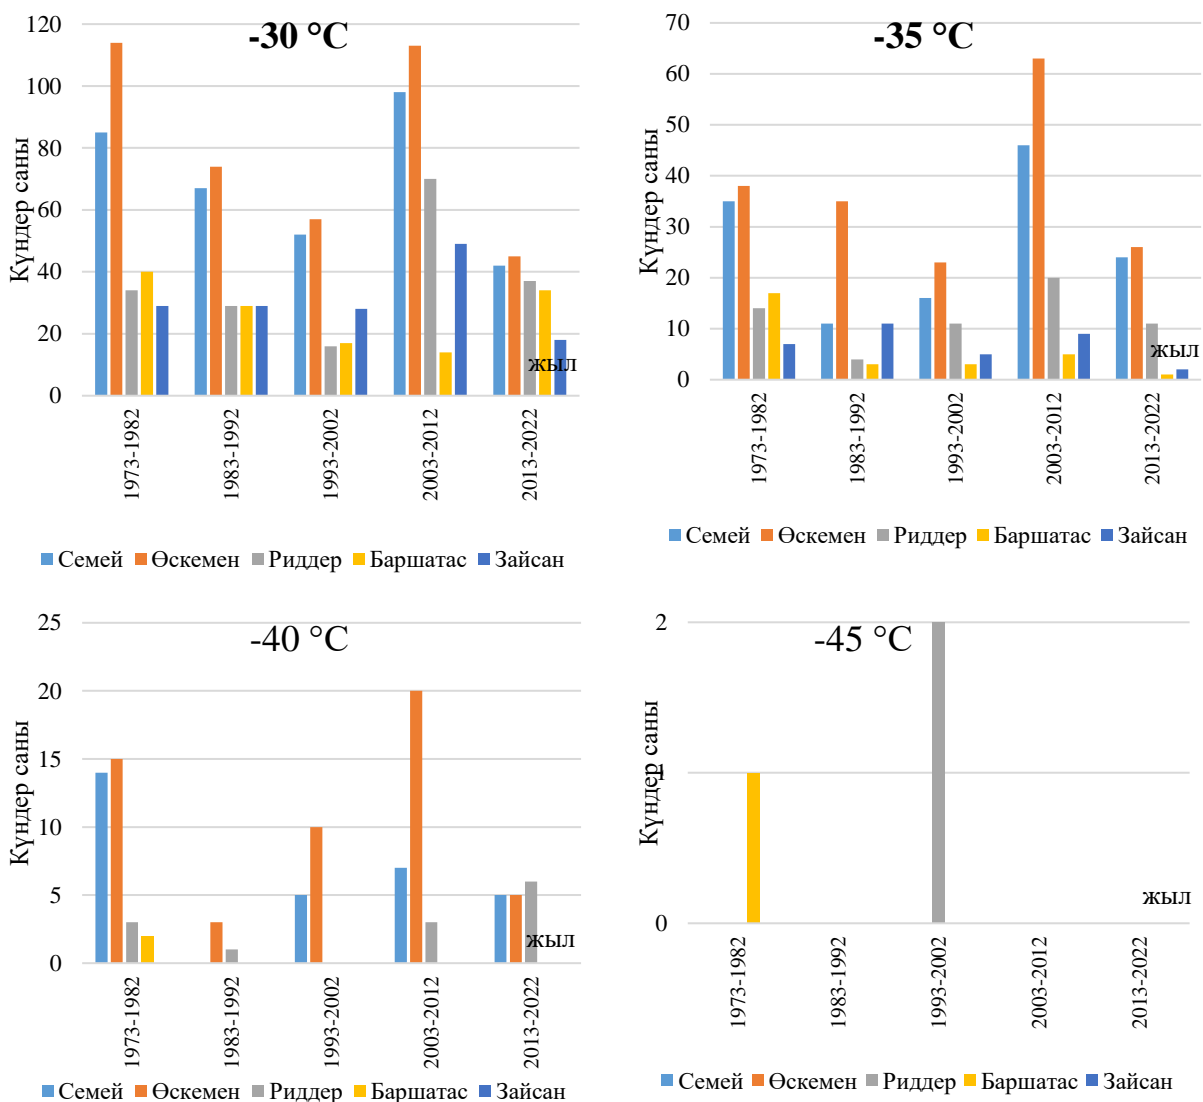 -30 °C
Күндер саны
120
100
80
60
40
20
0
жыл
1973-1982
1983-1992
1993-2002
2003-2012
2013-2022
Семей Өскемен Риддер Баршатас Зайсан
-35 °C
Күндер саны
70
60
50
40
30
20
10
0
жыл
1973-1982
1983-1992
1993-2002
2003-2012
2013-2022
Семей Өскемен Риддер Баршатас Зайсан
-40 °C
Күндер саны
25
20
15
10
5
0
жыл
1973-1982
1983-1992
1993-2002
2003-2012
2013-2022
Семей Өскемен Риддер Баршатас Зайсан
-45 °C
Күндер саны
2
1
0
жыл
1973-1982
1983-1992
1993-2002
2003-2012
2013-2022
Семей Өскемен Риддер Баршатас Зайсан